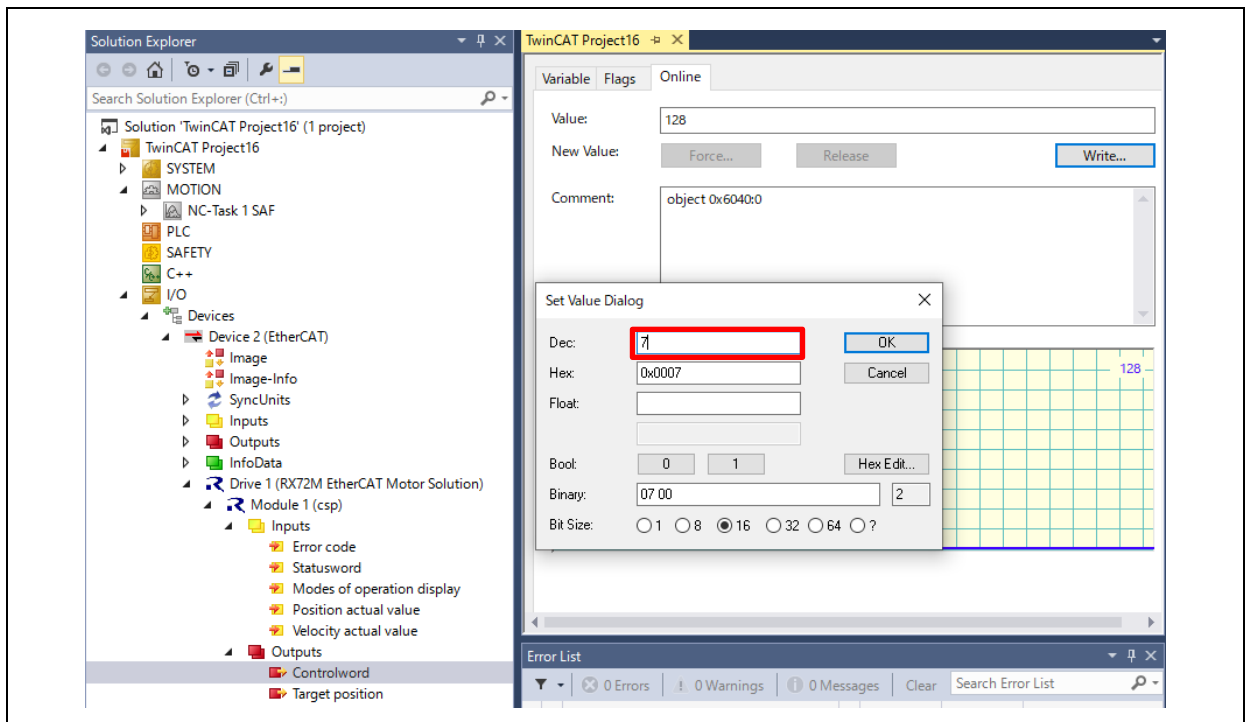 Solution Explorer
Search Solution Explorer (Ctrl+:)
Solution 'TwinCAT Project16' (1 project)
TwinCAT Project16
SYSTEM
MOTION
NC-Task 1 SAF
PLC
SAFETY
C++
I/O
Devices
Device 2 (EtherCAT)
Image
Image-Info
SyncUnits
Inputs
Outputs
InfoData
Drive 1 (RX72M EtherCAT Motor Solution)
Module 1 (csp)
Inputs
Error code
Statusword
Modes of operation display
Position actual value
Velocity actual value
Outputs
Controlword
Target position
TwinCAT Project16
Variable Flags Online
Value: 128
New Value: Force... Release Write...
Comment: object 0x6040:0
Set Value Dialog
Dec: 7 OK
Hex: 0x0007 Cancel
Float:
Bool: 0 1 Hex Edit...
Binary: 07 00 2
Bit Size: 1 8 16 32 64 ?
128
Error List
0 Errors 0 Warnings 0 Messages Clear Search Error List